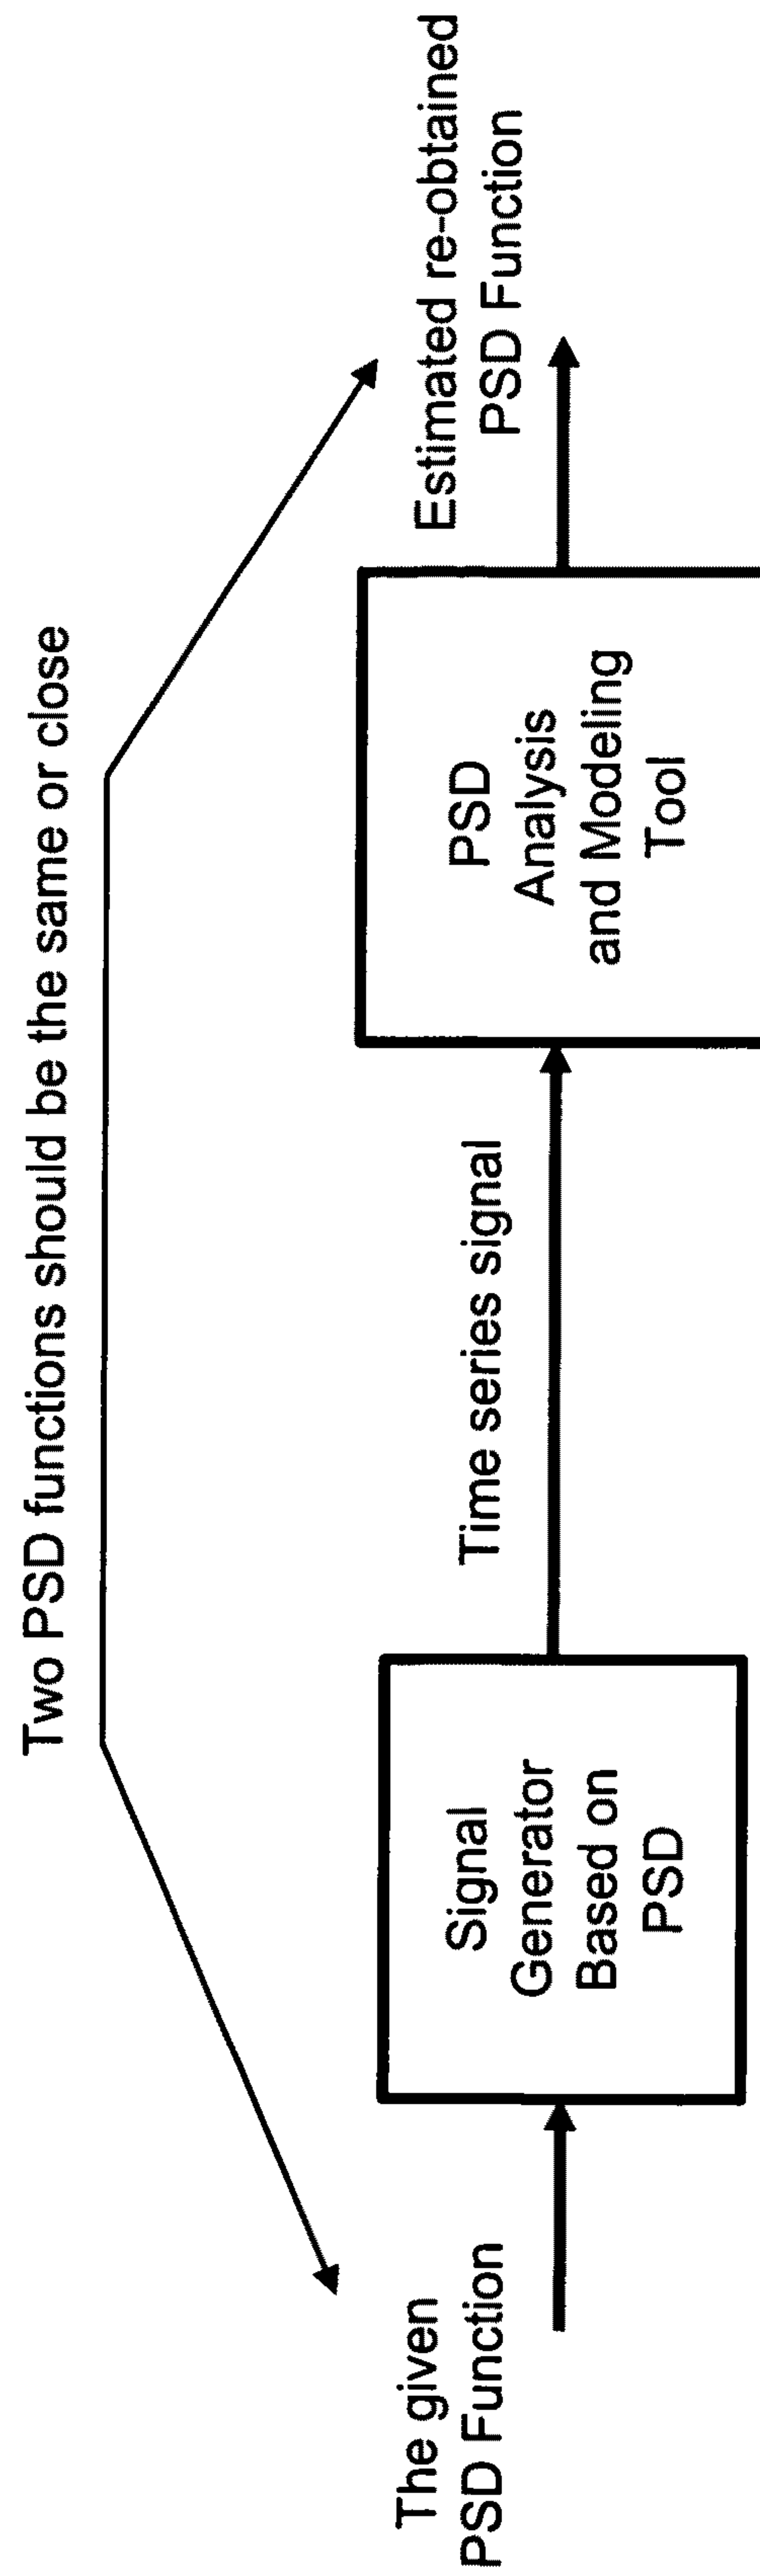 Two PSD functions should be the same or close
The given
PSD Function
Signal
Generator
Based on
PSD
Time series signal
PSD
Analysis
and Modeling
Tool
Estimated re-obtained
PSD Function